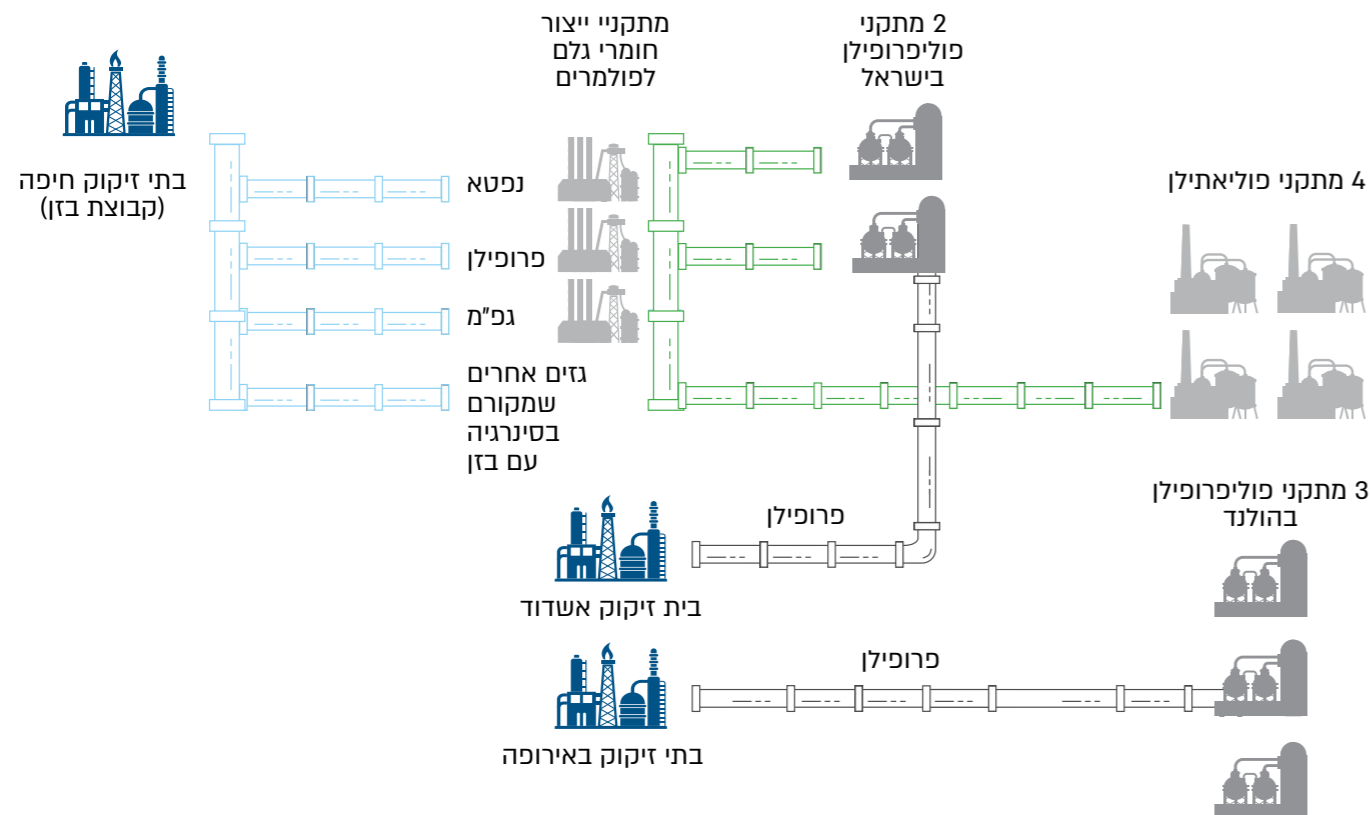 מתקניי ייצור
חומרי גלם
לפולמרים
2 מתקני
פוליפרופילן
בישראל
בתי זיקוק חיפה
(קבוצת בזן)
נפטא
פרופילן
גפ"מ
גזים אחרים
שמקורם
בסינרגיה
עם בזן
4 מתקני פוליאתילן
3 מתקני פוליפרופילן
בהולנד
פרופילן
בית זיקוק אשדוד
פרופילן
בתי זיקוק באירופה